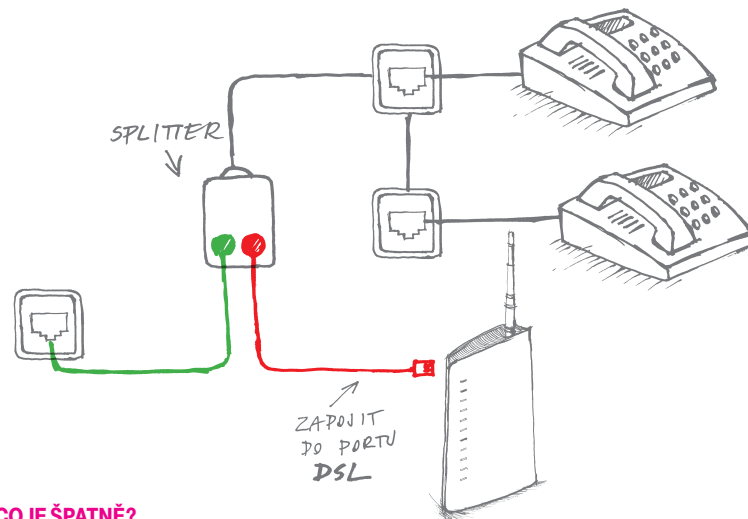 SPLITTER
ZAPOJIT
DO PORTU
DSL
CO JE ŠPATNĚ?